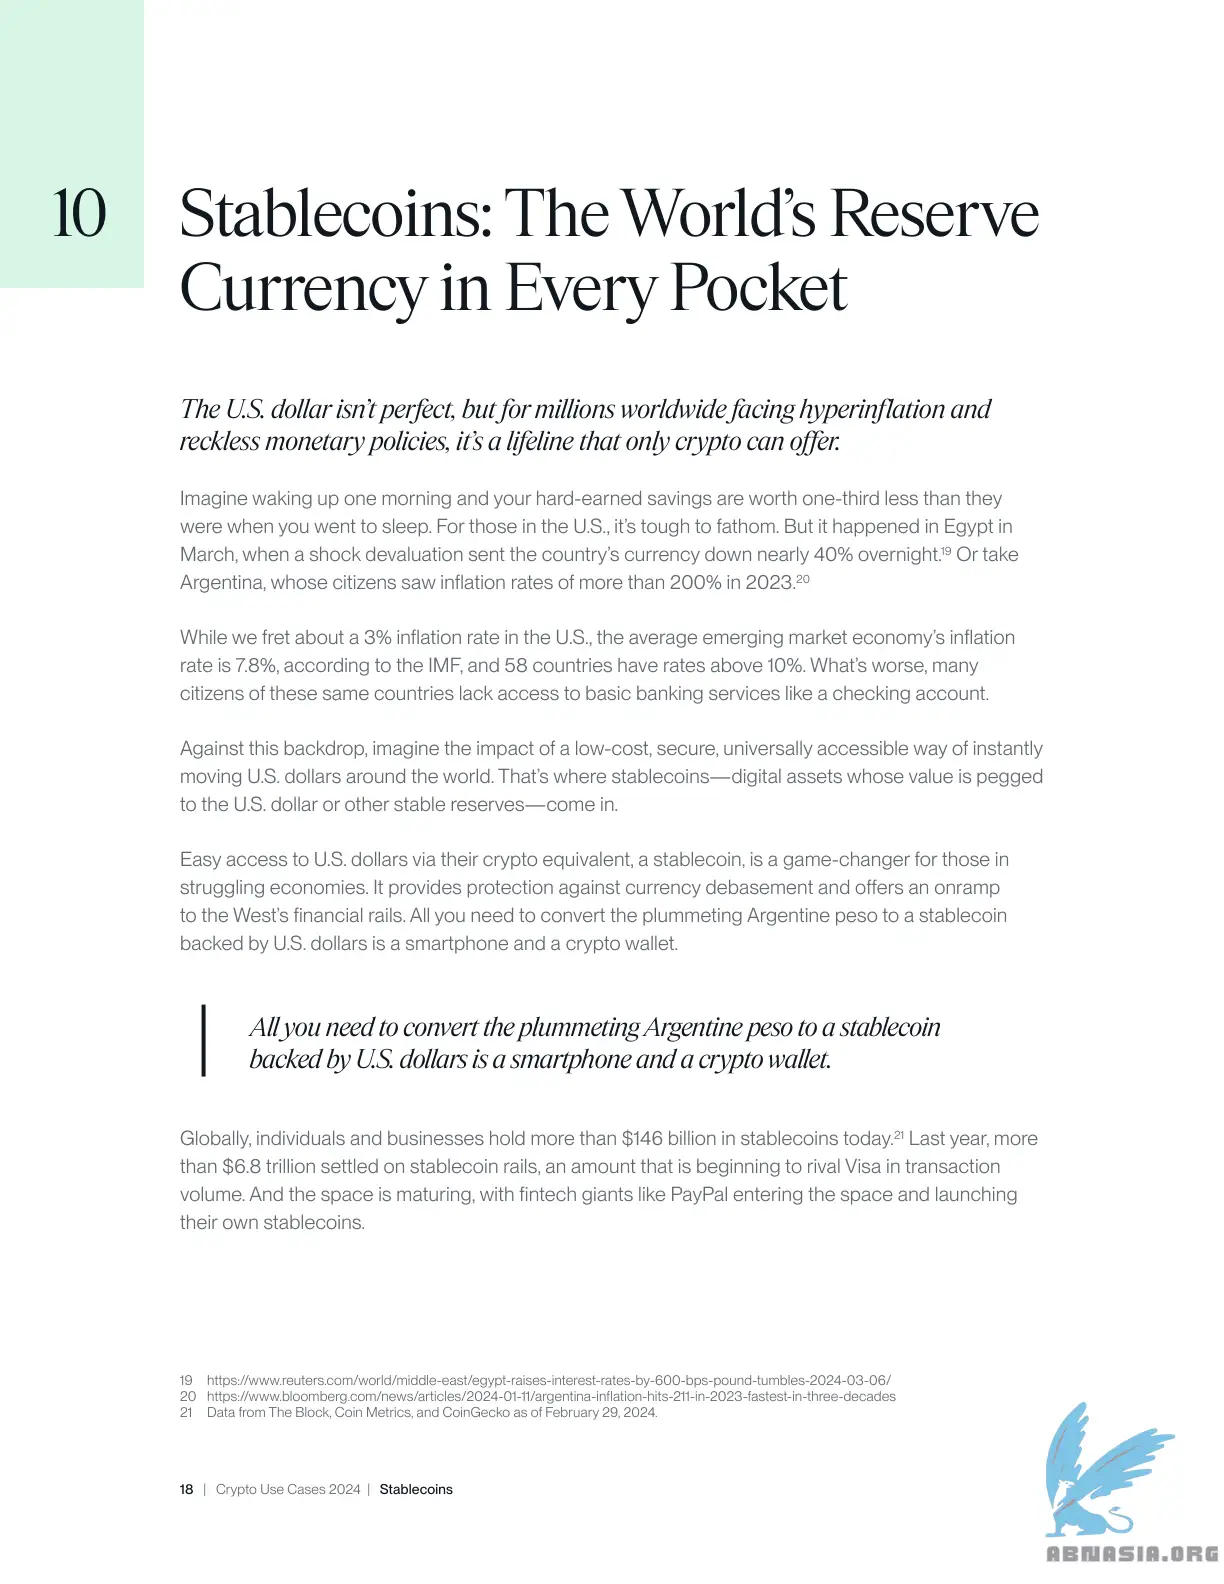 10
Stablecoins: The World’s Reserve
Currency in Every Pocket
The U.S. dollar isn’t perfect, but for millions worldwide facing hyperinflation and
reckless monetary policies, it’s a lifeline that only crypto can offer.
Imagine waking up one morning and your hard-earned savings are worth one-third less than they
were when you went to sleep. For those in the U.S., it’s tough to fathom. But it happened in Egypt in
March, when a shock devaluation sent the country’s currency down nearly 40% overnight.19 Or take
Argentina, whose citizens saw inflation rates of more than 200% in 2023.20
While we fret about a 3% inflation rate in the U.S., the average emerging market economy’s inflation
rate is 7.8%, according to the IMF, and 58 countries have rates above 10%. What’s worse, many
citizens of these same countries lack access to basic banking services like a checking account.
Against this backdrop, imagine the impact of a low-cost, secure, universally accessible way of instantly
moving U.S. dollars around the world. That’s where stablecoins—digital assets whose value is pegged
to the U.S. dollar or other stable reserves—come in.
Easy access to U.S. dollars via their crypto equivalent, a stablecoin, is a game-changer for those in
struggling economies. It provides protection against currency debasement and offers an onramp
to the West’s financial rails. All you need to convert the plummeting Argentine peso to a stablecoin
backed by U.S. dollars is a smartphone and a crypto wallet.
All you need to convert the plummeting Argentine peso to a stablecoin
backed by U.S. dollars is a smartphone and a crypto wallet.
Globally, individuals and businesses hold more than $146 billion in stablecoins today.21 Last year, more
than $6.8 trillion settled on stablecoin rails, an amount that is beginning to rival Visa in transaction
volume. And the space is maturing, with fintech giants like PayPal entering the space and launching
their own stablecoins.
19 https://www.reuters.com/world/middle-east/egypt-raises-interest-rates-by-600-bps-pound-tumbles-2024-03-06/
20 https://www.bloomberg.com/news/articles/2024-01-11/argentina-inflation-hits-211-in-2023-fastest-in-three-decades
21 Data from The Block, Coin Metrics, and CoinGecko as of February 29, 2024.
18 | Crypto Use Cases 2024 | Stablecoins
ABNASIA.ORG